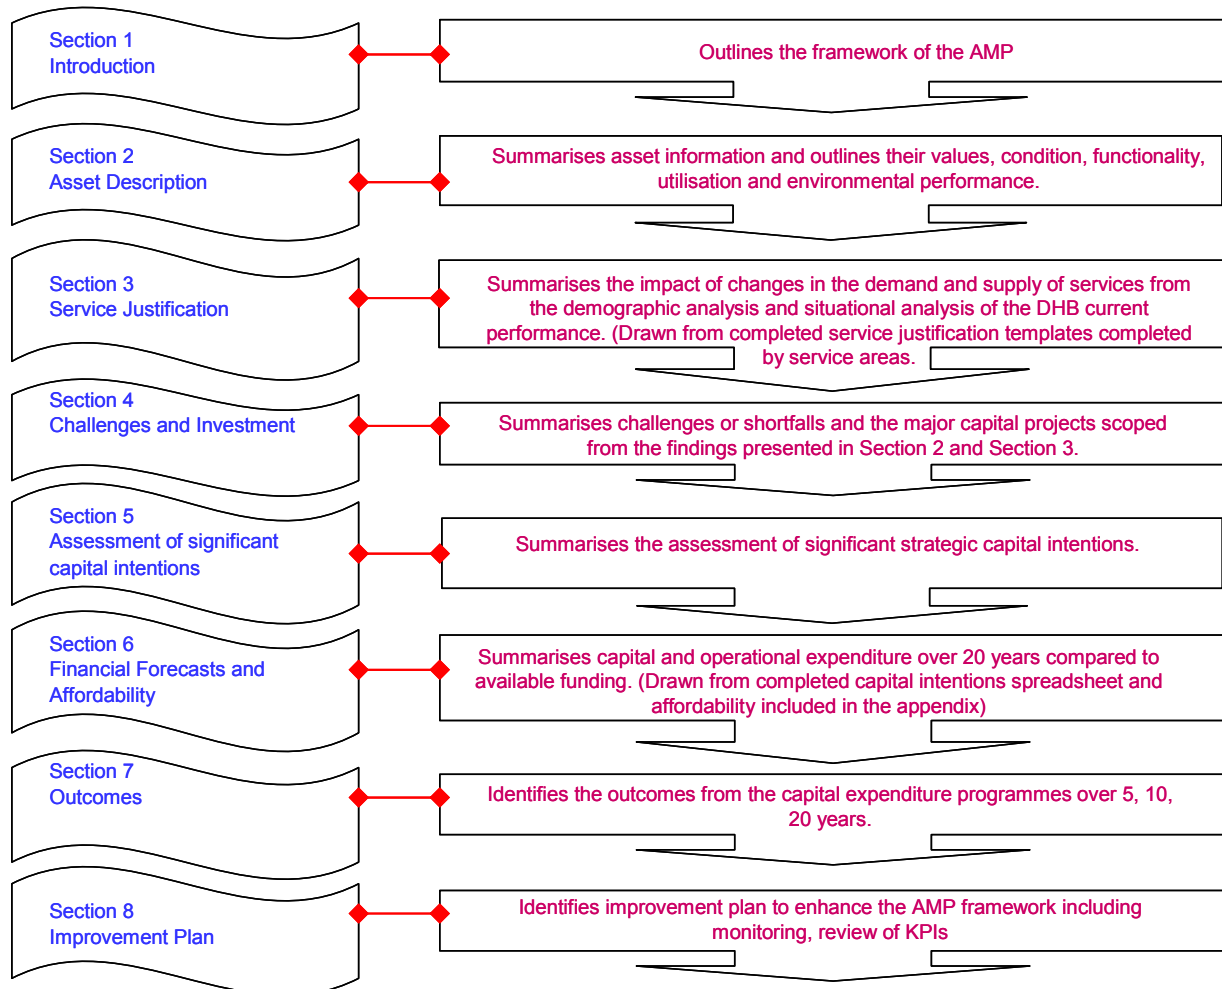 Section 1
Introduction
Outlines the framework of the AMP
Section 2
Asset Description
Summarises asset information and outlines their values, condition, functionality,
utilisation and environmental performance.
Section 3
Service Justification
Summarises the impact of changes in the demand and supply of services from
the demographic analysis and situational analysis of the DHB current
performance. (Drawn from completed service justification templates completed
by service areas.
Section 4
Challenges and Investment
Summarises challenges or shortfalls and the major capital projects scoped
from the findings presented in Section 2 and Section 3.
Section 5
Assessment of significant
capital intentions
Summarises the assessment of significant strategic capital intentions.
Section 6
Financial Forecasts and
Affordability
Summarises capital and operational expenditure over 20 years compared to
available funding. (Drawn from completed capital intentions spreadsheet and
affordability included in the appendix)
Section 7
Outcomes
Identifies the outcomes from the capital expenditure programmes over 5, 10,
20 years.
Section 8
Improvement Plan
Identifies improvement plan to enhance the AMP framework including
monitoring, review of KPIs